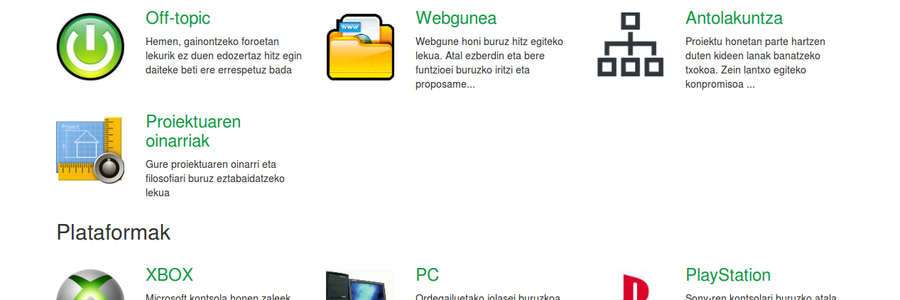 Off-topic
Hemen, gainontzeko foroetan
lekurik ez duen edozertaz hitz egin
daiteke beti ere errespetuz bada
Webgunea
Webgune honi buruz hitz egiteko
lekua. Atal ezberdin eta bere
funtzioei buruzko iritzi eta
proposame...
Antolakuntza
Proiektu honetan parte hartzen
duten kideen lanak banatzeko
txokoa. Zein lantxo egiteko
konpromisoa ...
Proiektuaren
oinarriak
Gure proiektuaren oinarri eta
filosofiari buruz eztabaidatzeko
lekua
Plataformak
XBOX
Microsoft kontsola honen zaleek
PC
Ordegailuetako jolasei buruzkoa
PlayStation
Sony-ren kontsolari buruzko atala
www
Project